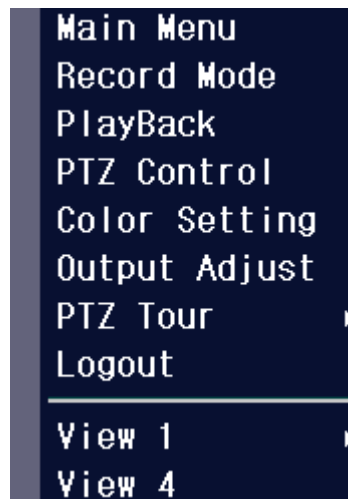 Main Menu
Record Mode
PlayBack
PTZ Control
Color Setting
Output Adjust
PTZ Tour
Logout
View 1
View 4